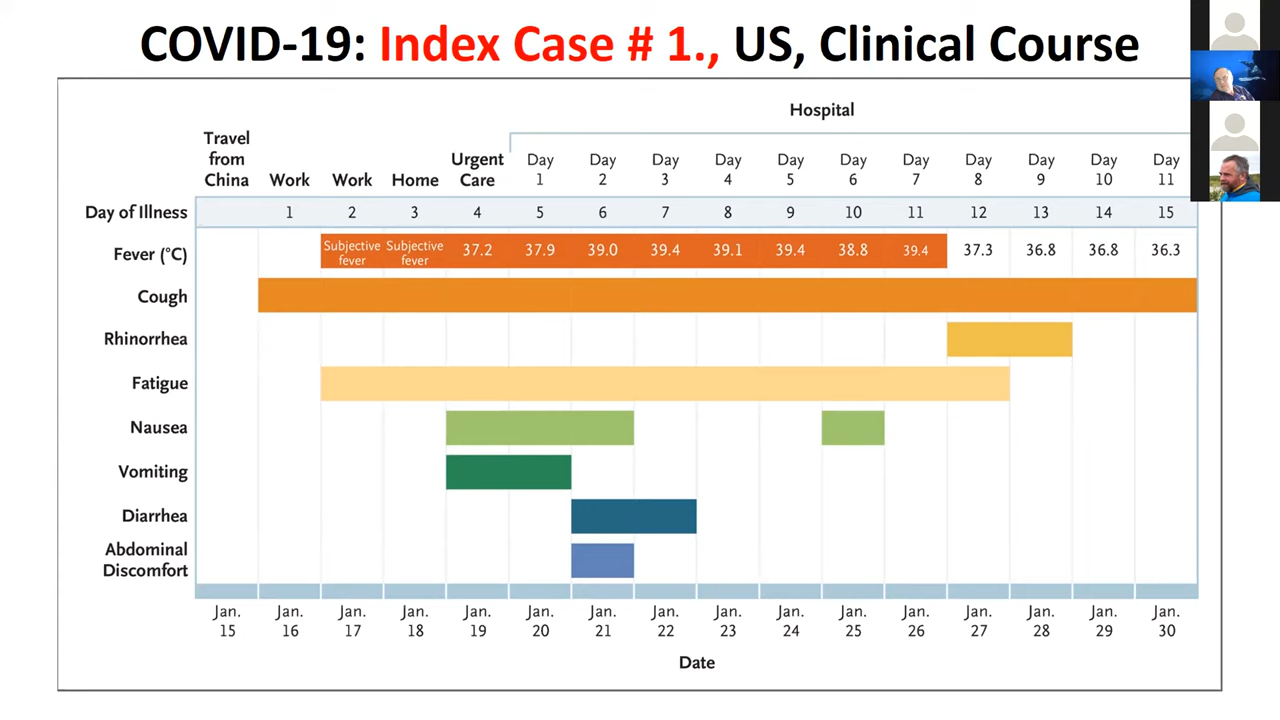 COVID-19: Index Case # 1., US, Clinical Course
Hospital
Travel from China Work Work Home Urgent Care Day 1 Day 2 Day 3 Day 4 Day 5 Day 6 Day 7 Day 8 Day 9 Day 10 Day 11
Day of Illness 1 2 3 4 5 6 7 8 9 10 11 12 13 14 15
Fever (°C) Subjective fever Subjective fever 37.2 37.9 39.0 39.4 39.1 39.4 38.8 39.4 37.3 36.8 36.8 36.3
Cough
Rhinorrhea
Fatigue
Nausea
Vomiting
Diarrhea
Abdominal
Discomfort
Jan. Jan. Jan. Jan. Jan. Jan. Jan. Jan. Jan. Jan. Jan. Jan. Jan. Jan. Jan. Jan.
15 16 17 18 19 20 21 22 23 24 25 26 27 28 29 30
Date